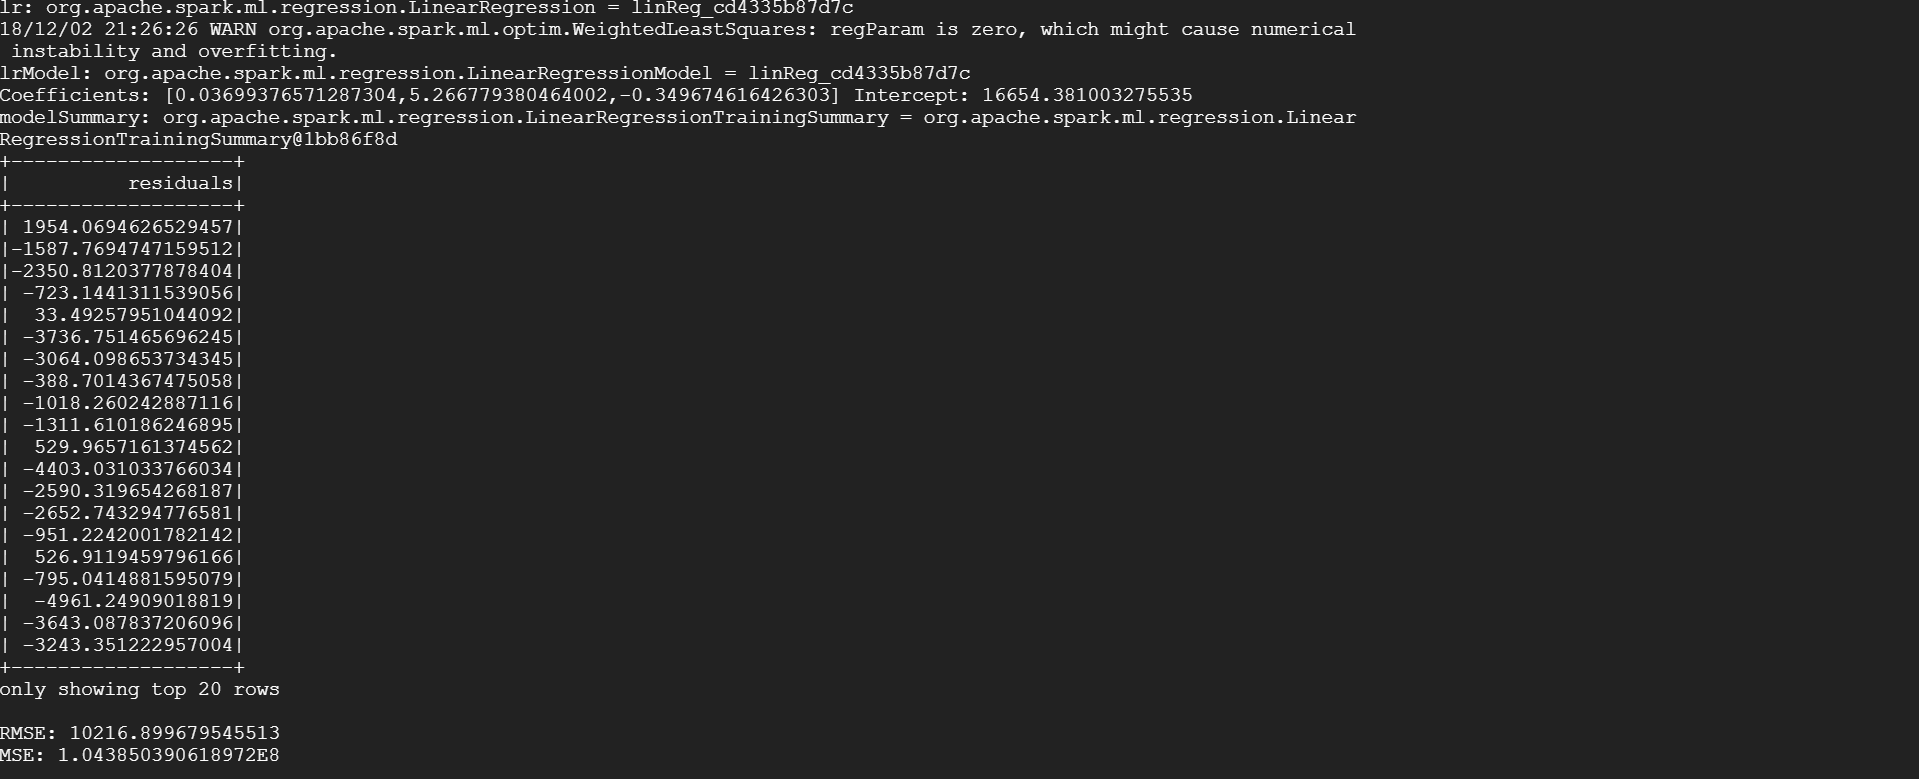 lr: org.apache.spark.ml.regression.LinearRegression = linReg_cd4335b87d7c
18/12/02 21:26:26 WARN org.apache.spark.ml.optim.WeightedLeastSquares: regParam is zero, which might cause numerical
 instability and overfitting.
lrModel: org.apache.spark.ml.regression.LinearRegressionModel = linReg_cd4335b87d7c
Coefficients: [0.03699376571287304,5.266779380464002,-0.349674616426303] Intercept: 16654.381003275535
modelSummary: org.apache.spark.ml.regression.LinearRegressionTrainingSummary = org.apache.spark.ml.regression.Linear
RegressionTrainingSummary@1bb86f8d
+-------------------+
|          residuals|
+-------------------+
| 1954.0694626529457|
|-1587.7694747159512|
|-2350.8120377878404|
| -723.1441311539056|
|  33.49257951044092|
| -3736.751465696245|
| -3064.098653734345|
| -388.7014367475058|
| -1018.260242887116|
| -1311.610186246895|
|  529.9657161374562|
| -4403.031033766034|
| -2590.319654268187|
| -2652.743294776581|
| -951.2242001782142|
|  526.9119459796166|
| -795.0414881595079|
|  -4961.24909018819|
| -3643.087837206096|
| -3243.351222957004|
+-------------------+
only showing top 20 rows
RMSE: 10216.899679545513
MSE: 1.043850390618972E8